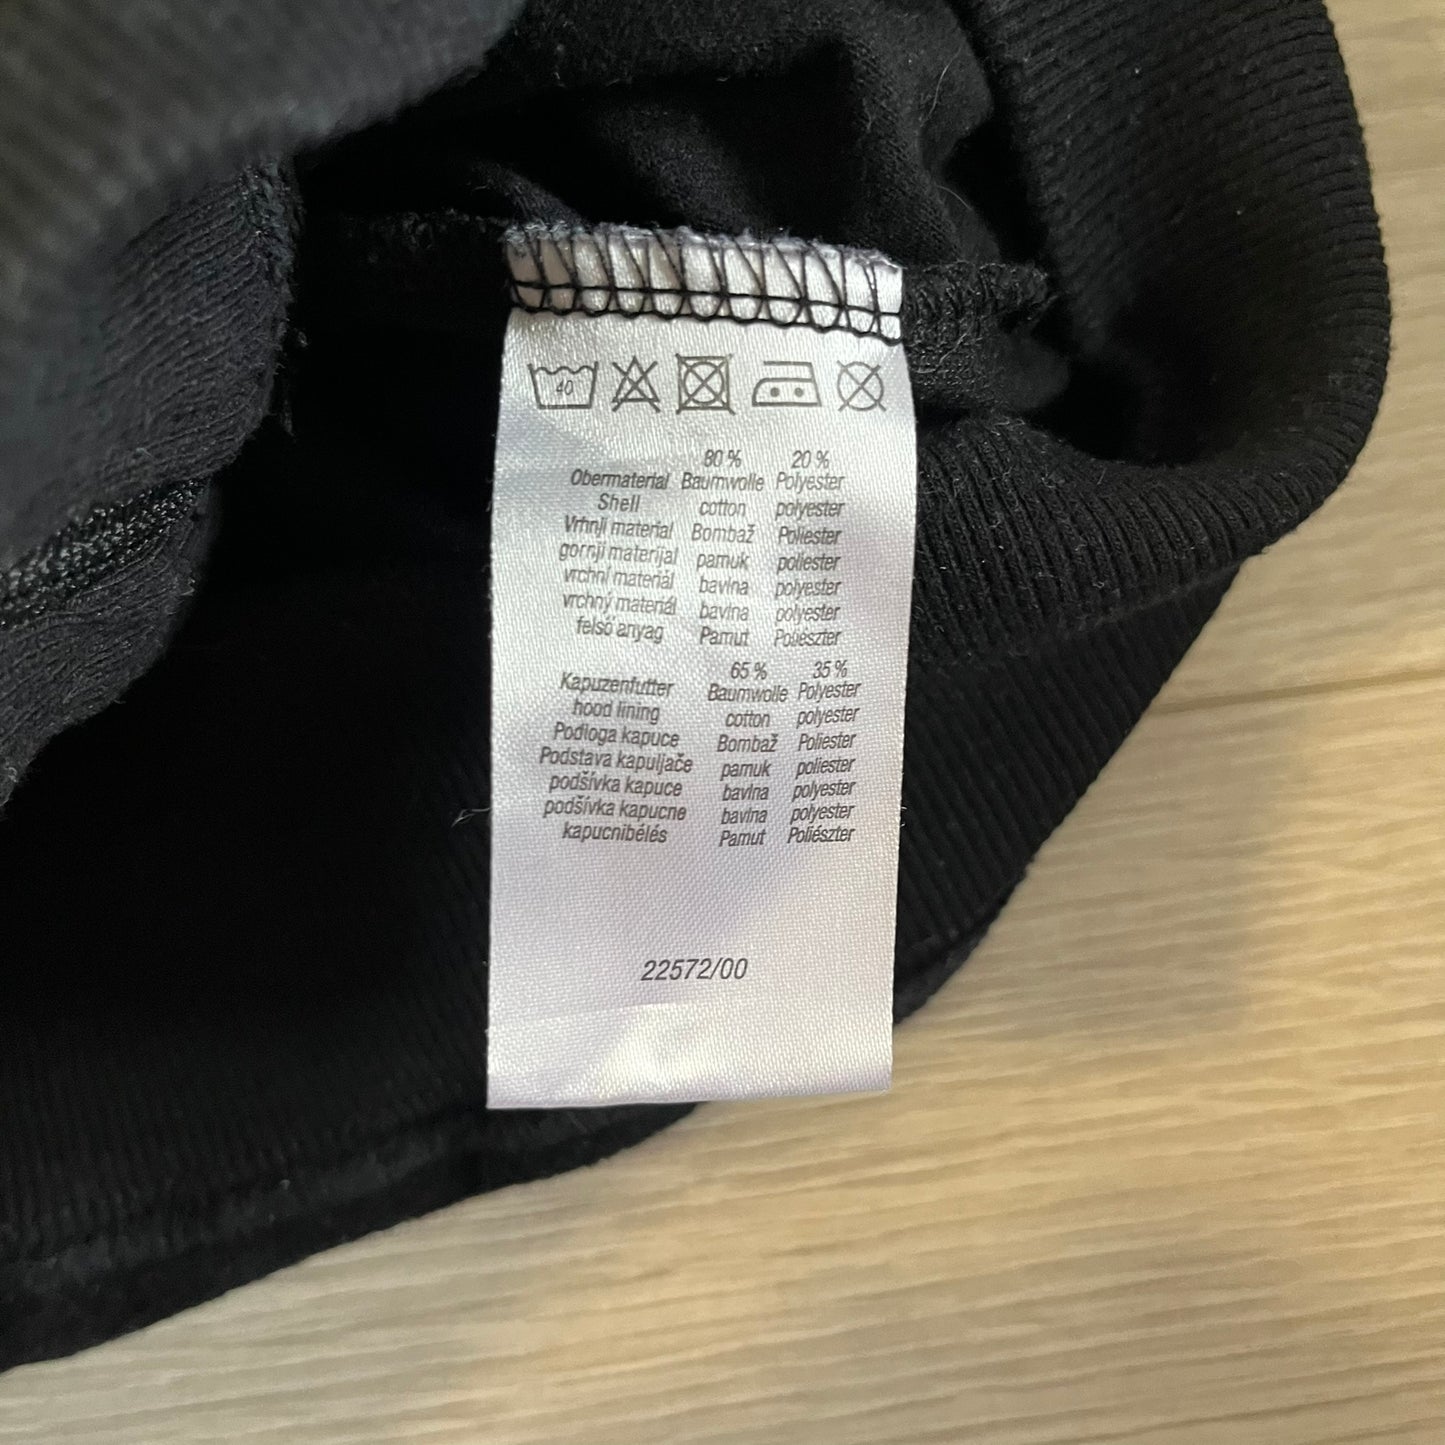 40
80 % 20 %
Obermaterial Baumwolle Polyester
Shell cotton polyester
Vrhnji material Bombaž Poliester
gornji materijal pamuk poliester
vrchní materiál bavlna polyester
vrchný materiál bavlna polyester
felső anyag Pamut Poliészter
65 % 35 %
Kapuzenfutter Baumwolle Polyester
hood lining cotton polyester
Podloga kapuce Bombaž Poliester
Podstava kapuljače pamuk poliester
podšívka kapuce bavlna polyester
podšívka kapucne bavlna polyester
kapucnibélés Pamut Poliészter
22572/00